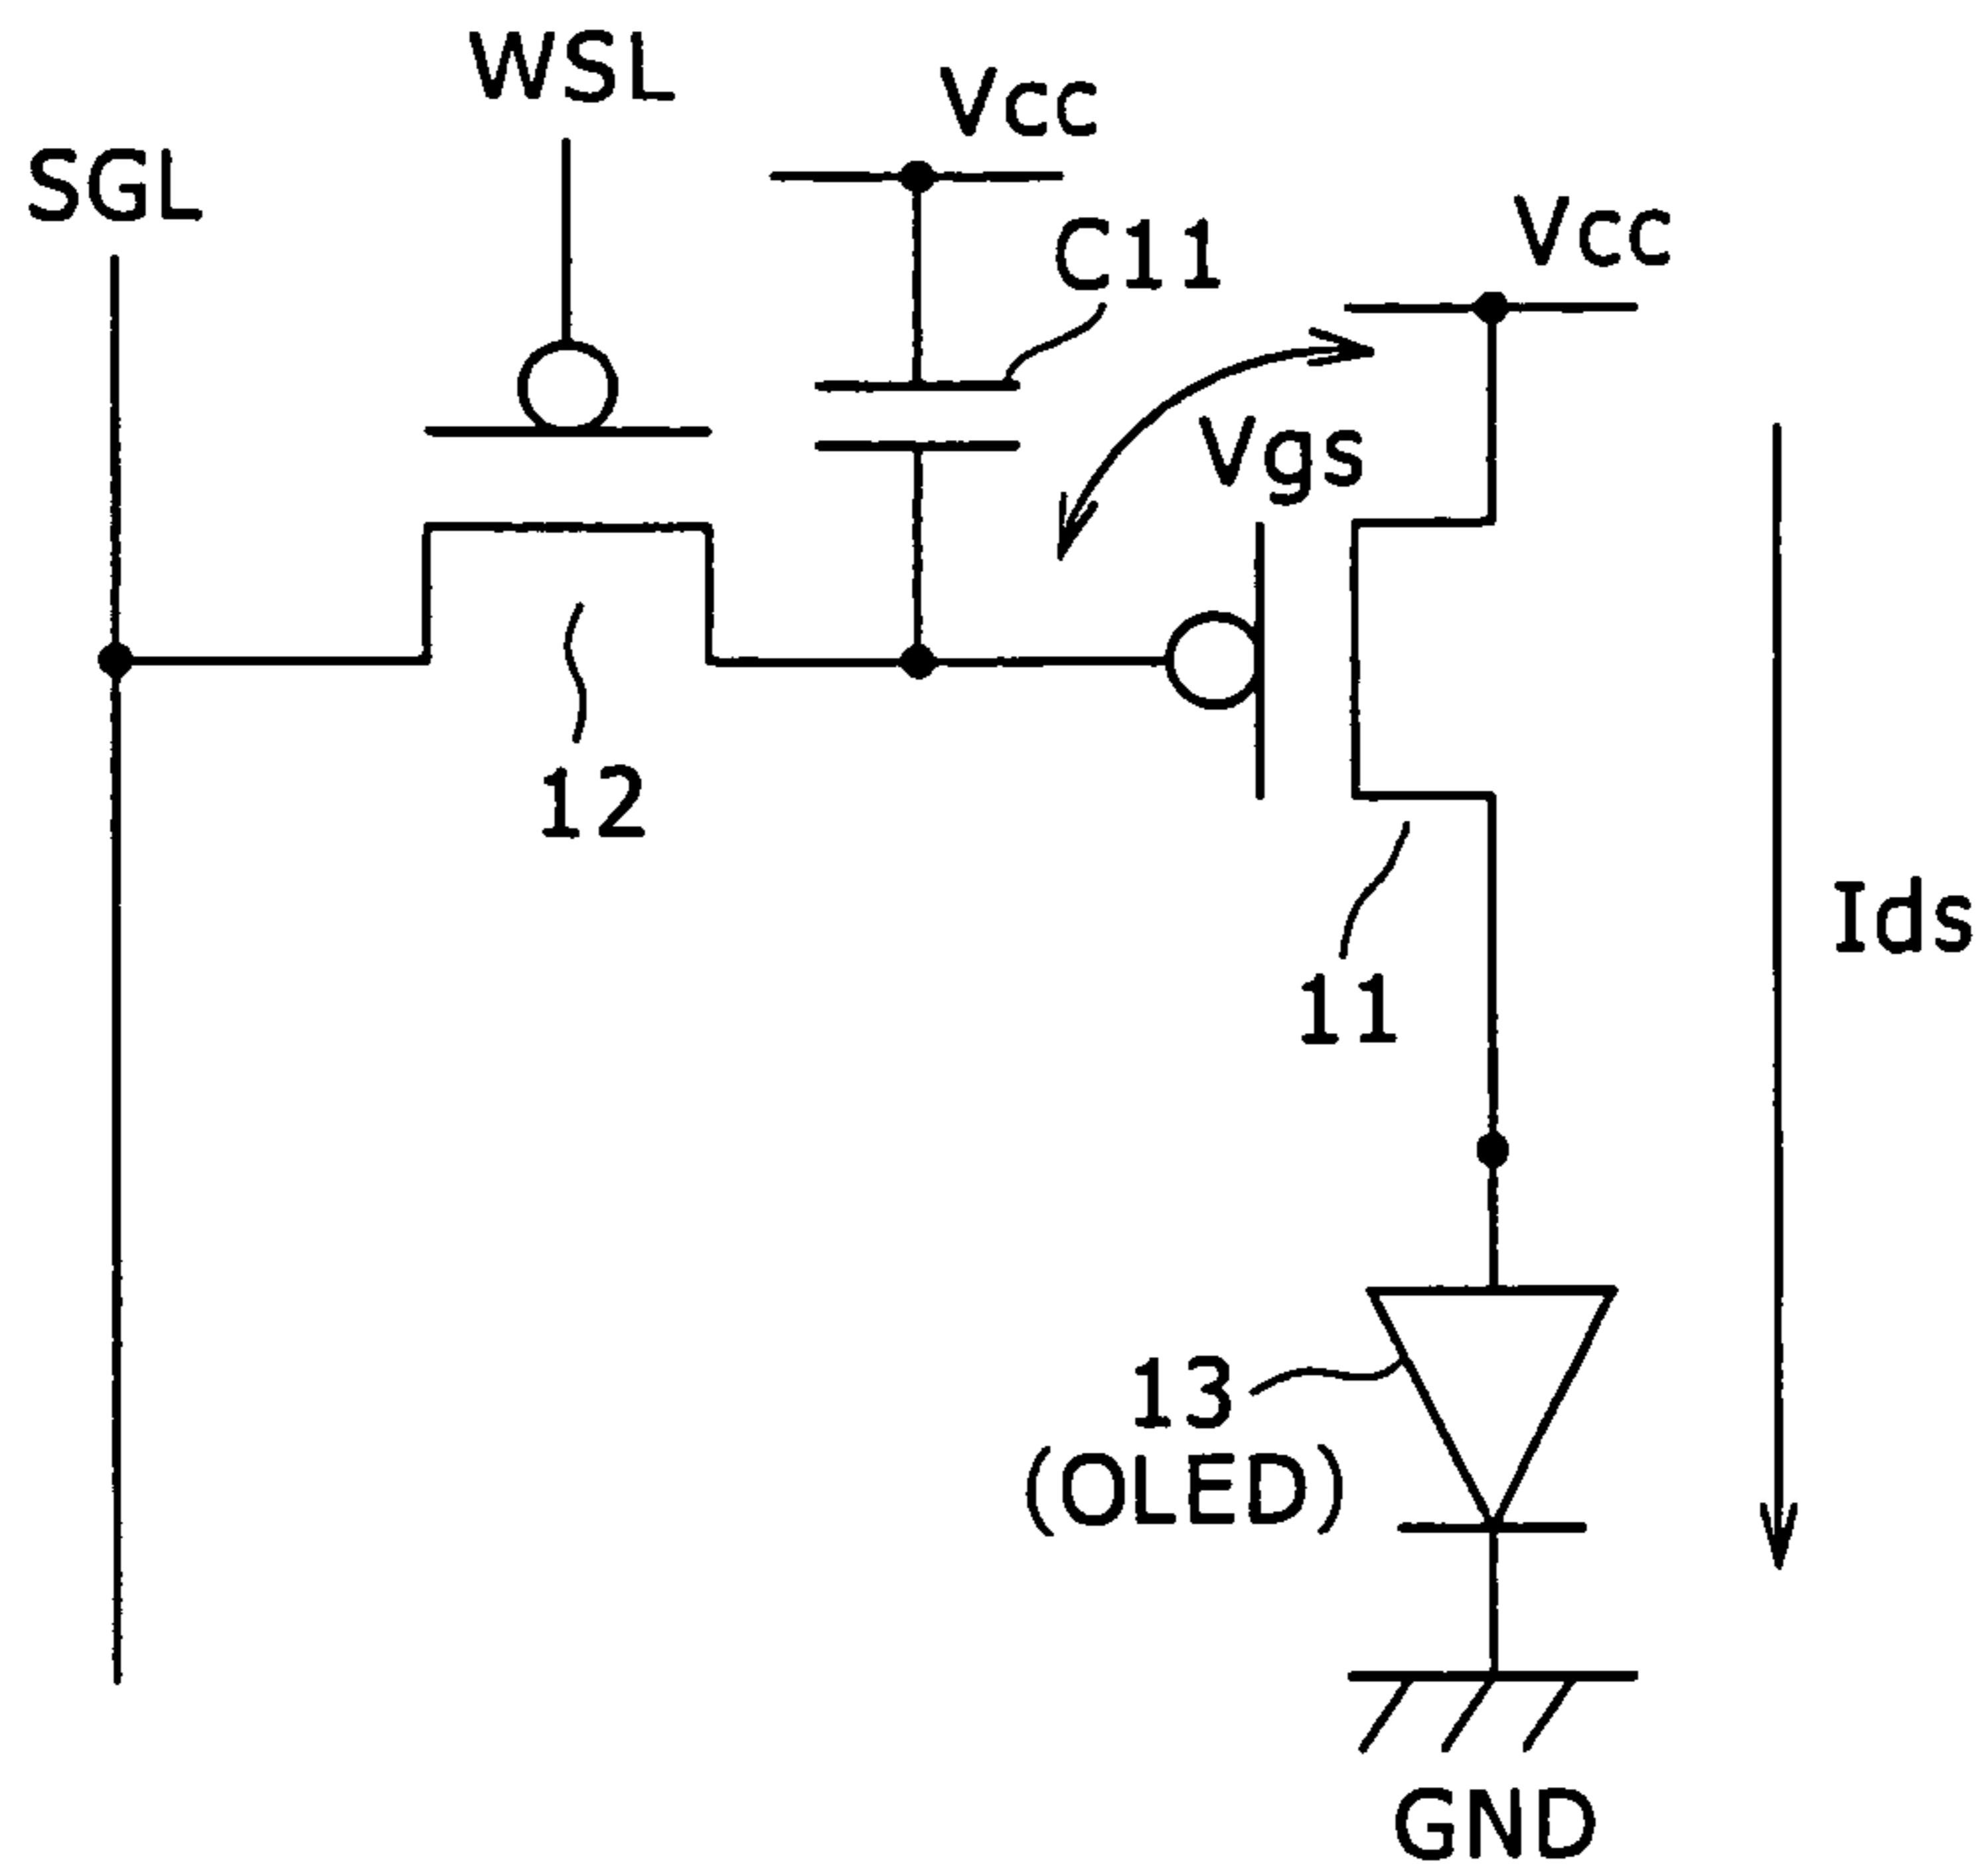 WSL
Vcc
SGL
C11
Vcc
Vgs
12
Ids
11
13
(OLED)
GND